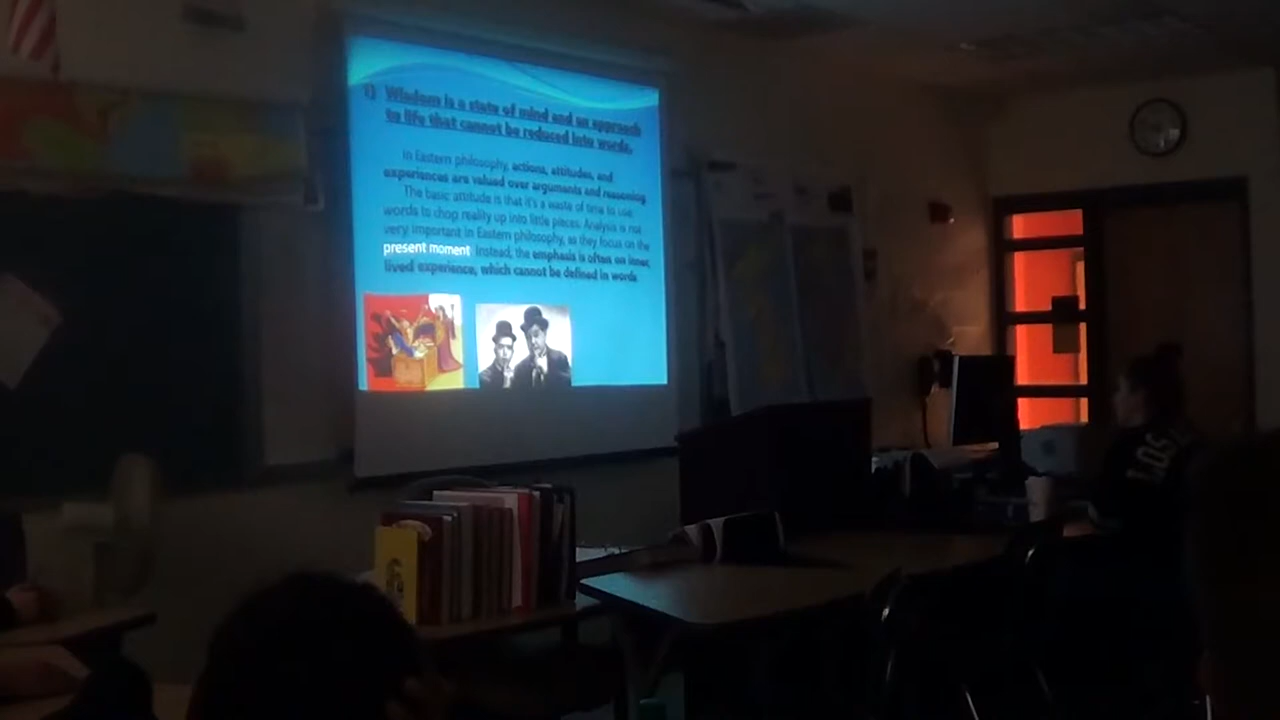 1) Wisdom is a state of mind and an approach
to life that cannot be reduced into words.
In Eastern philosophy, actions, attitudes, and
experiences are valued over arguments and reasoning
The basic attitude is that it's a waste of time to use
words to chop reality up into little pieces. Analysis is not
very important in Eastern philosophy, as they focus on the
present moment. Instead, the emphasis is often on inner,
lived experience, which cannot be defined in words
LOS